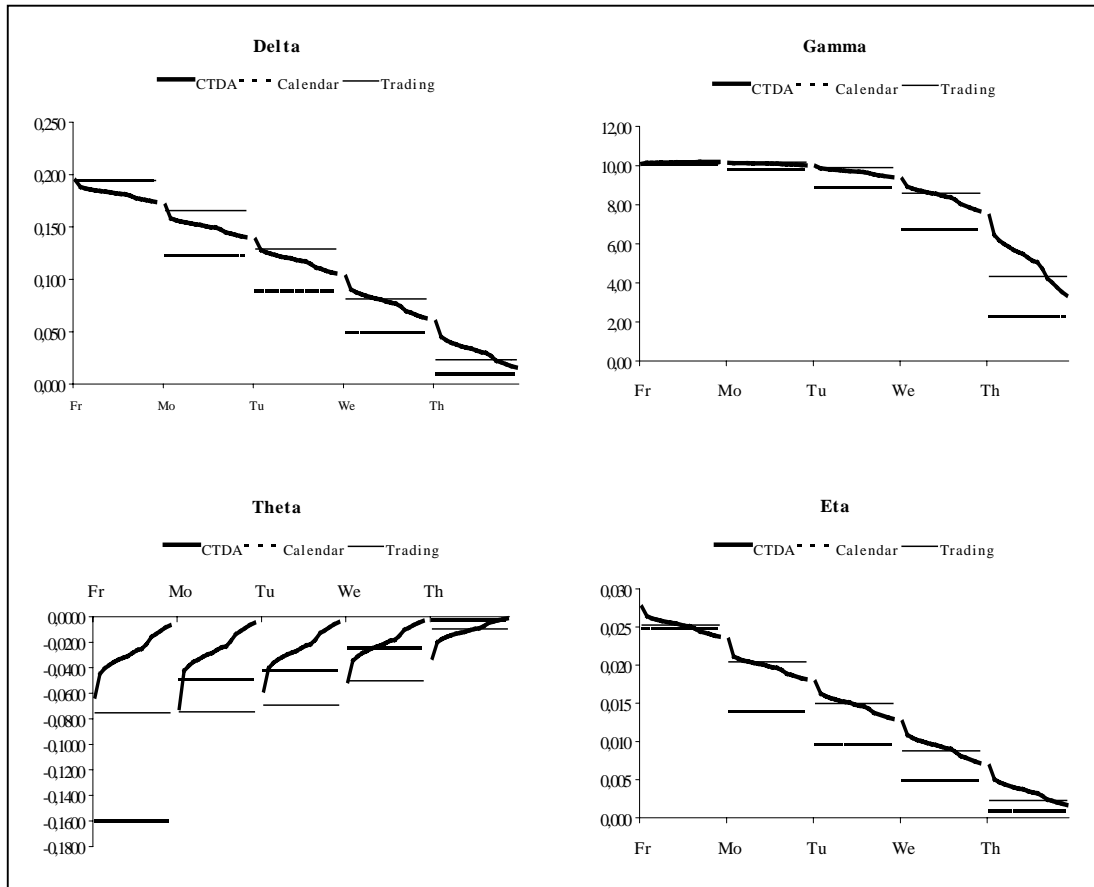 Delta
CTDA Calendar Trading
0,250
0,200
0,150
0,100
0,050
0,000
Fr Mo Tu We Th
Gamma
CTDA Calendar Trading
12,00
10,00
8,00
6,00
4,00
2,00
0,00
Fr Mo Tu We Th
Theta
CTDA Calendar Trading
Fr Mo Tu We Th
0,0000
-0,0200
-0,0400
-0,0600
-0,0800
-0,1000
-0,1200
-0,1400
-0,1600
-0,1800
Eta
CTDA Calendar Trading
0,030
0,025
0,020
0,015
0,010
0,005
0,000
Fr Mo Tu We Th